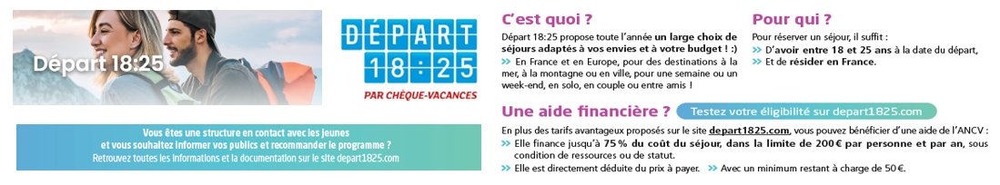 Départ 18:25
DÉPART
18:25
PAR CHÈQUE-VACANCES
Vous êtes une structure en contact avec les jeunes
et vous souhaitez informer vos publics et recommander le programme ?
Retrouvez toutes les informations et la documentation sur le site depart1825.com
C'est quoi ?
Départ 18:25 propose toute l'année un large choix de
séjours adaptés à vos envies et à votre budget ! :)
>> En France et en Europe, pour des destinations à la
mer, à la montagne ou en ville, pour une semaine ou un
week-end, en solo, en couple ou entre amis !
Pour qui ?
Pour réserver un séjour, il suffit :
>> D'avoir entre 18 et 25 ans à la date du départ,
>> Et de résider en France.
Une aide financière ? Testez votre éligibilité sur depart1825.com
En plus des tarifs avantageux proposés sur le site depart1825.com, vous pouvez bénéficier d'une aide de l'ANCV :
>> Elle finance jusqu'à 75 % du coût du séjour, dans la limite de 200 € par personne et par an, sous
condition de ressources ou de statut.
>> Elle est directement déduite du prix à payer. >> Avec un minimum restant à charge de 50 €.